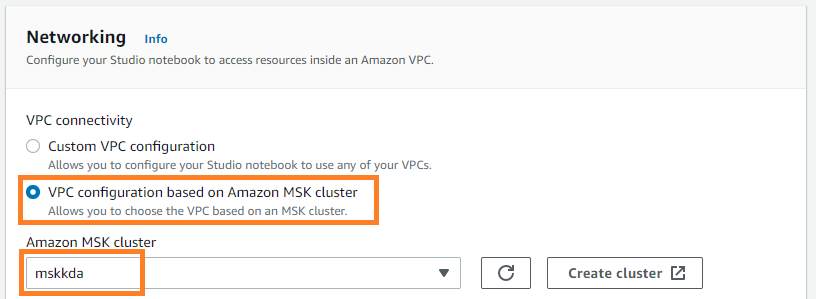 Networking Info
Configure your Studio notebook to access resources inside an Amazon VPC.
VPC connectivity
Custom VPC configuration
Allows you to configure your Studio notebook to use any of your VPCs.
VPC configuration based on Amazon MSK cluster
Allows you to choose the VPC based on an MSK cluster.
Amazon MSK cluster
mskkda Create cluster